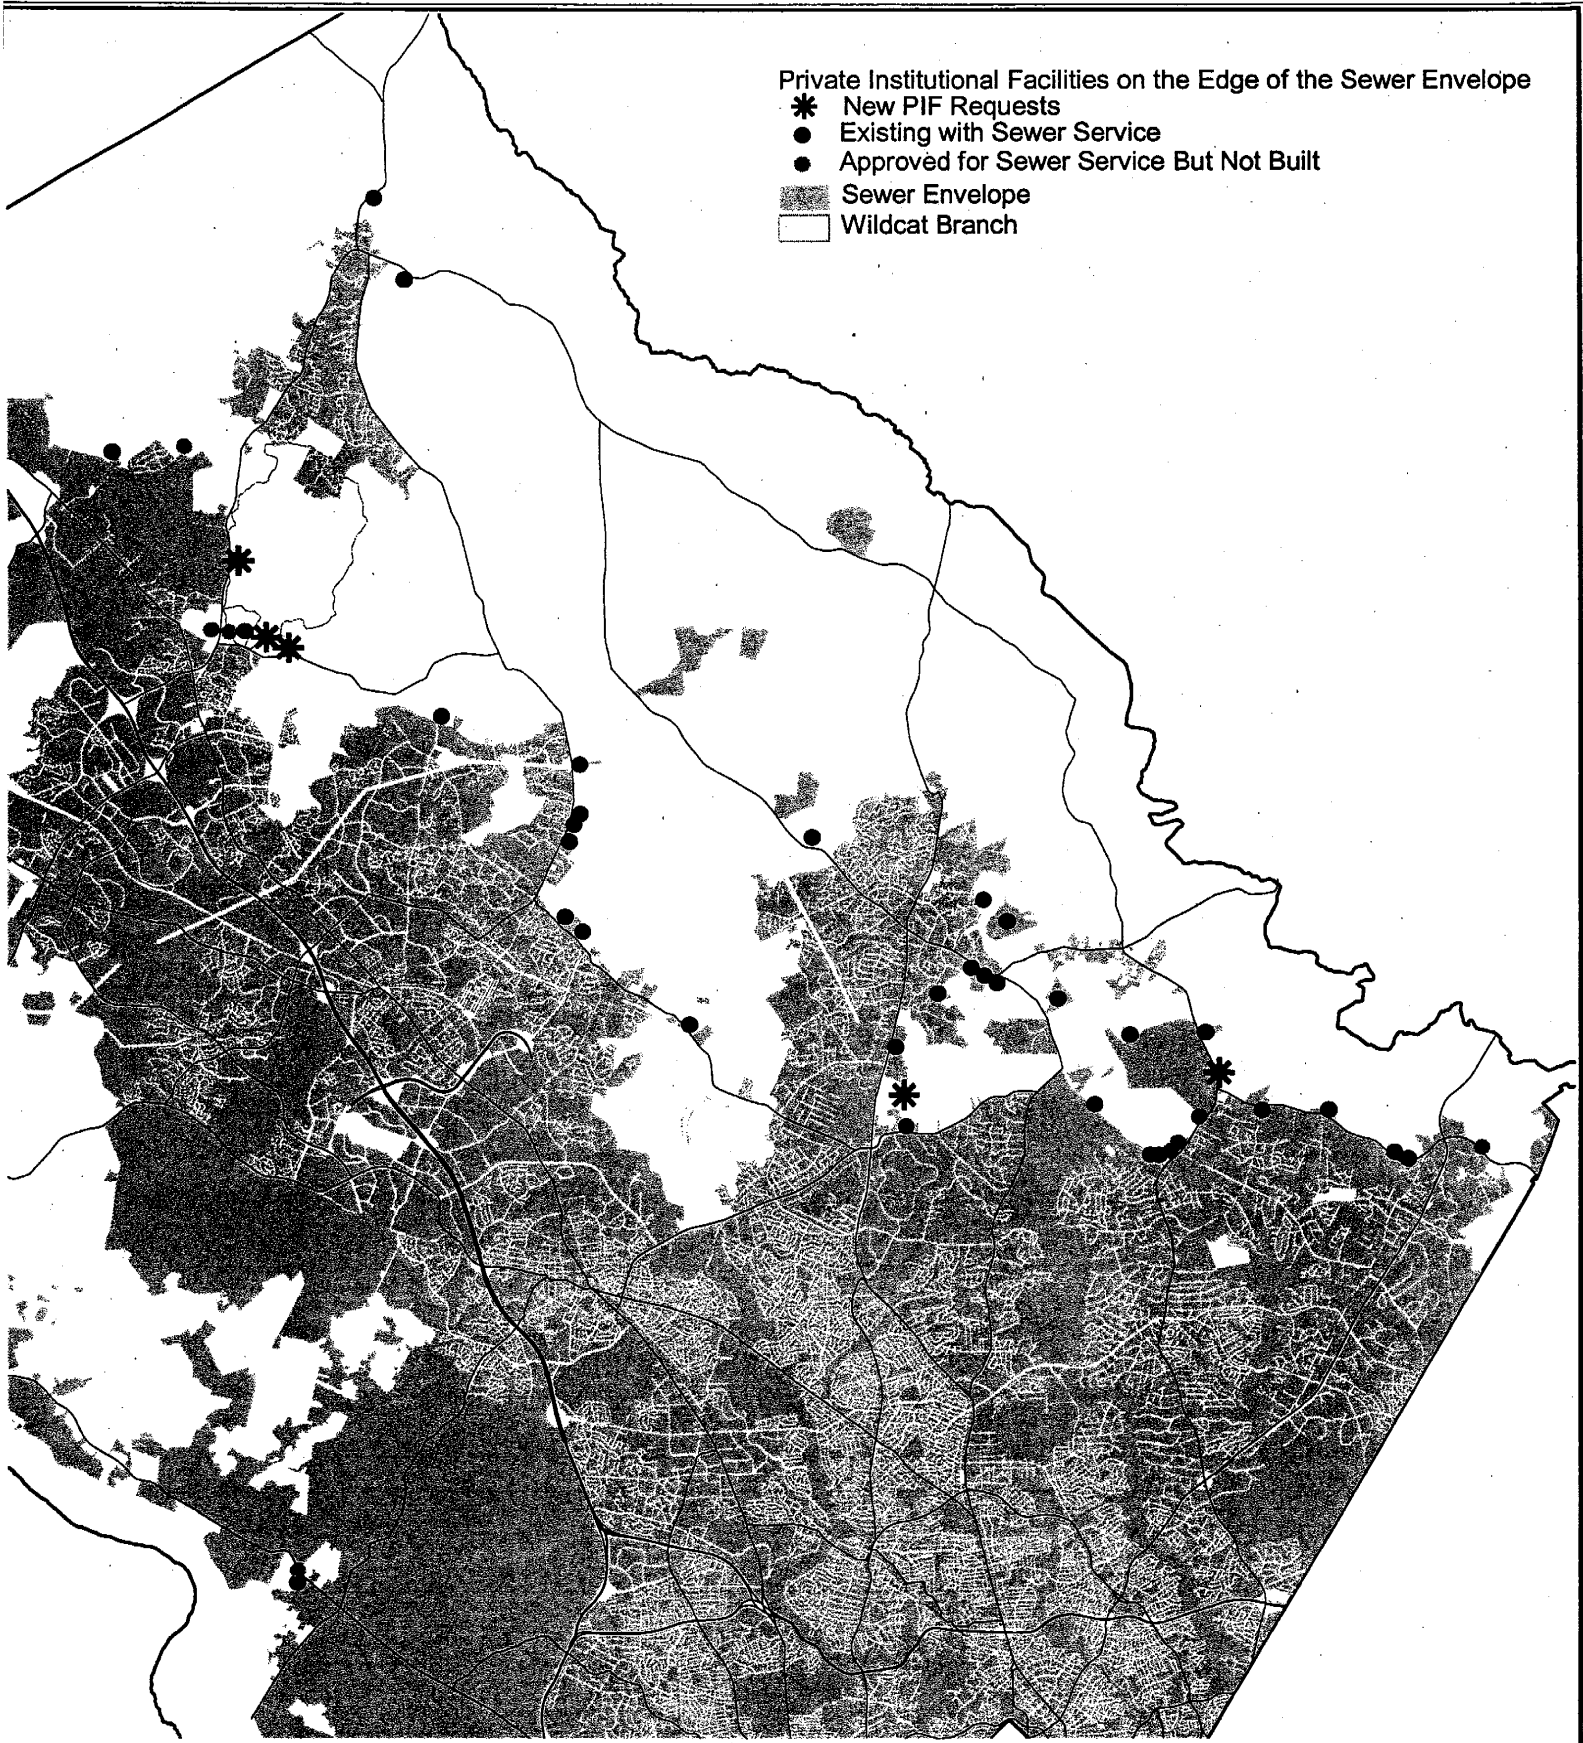 Private Institutional Facilities on the Edge of the Sewer Envelope
New PIF Requests
Existing with Sewer Service
Approved for Sewer Service But Not Built
Sewer Envelope
Wildcat Branch